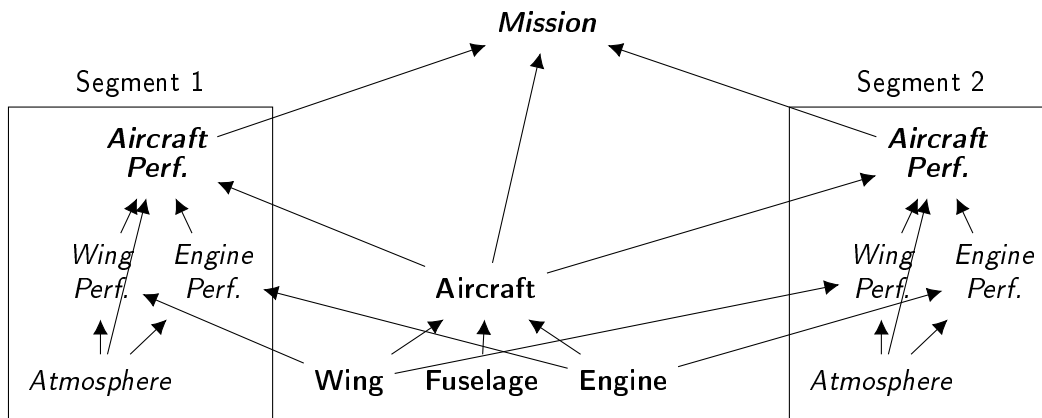 Mission
Segment 1
Segment 2
Aircraft
Perf.
Aircraft
Perf.
Wing
Perf.
Engine
Perf.
Aircraft
Wing
Perf.
Engine
Perf.
Atmosphere
Wing
Fuselage
Engine
Atmosphere